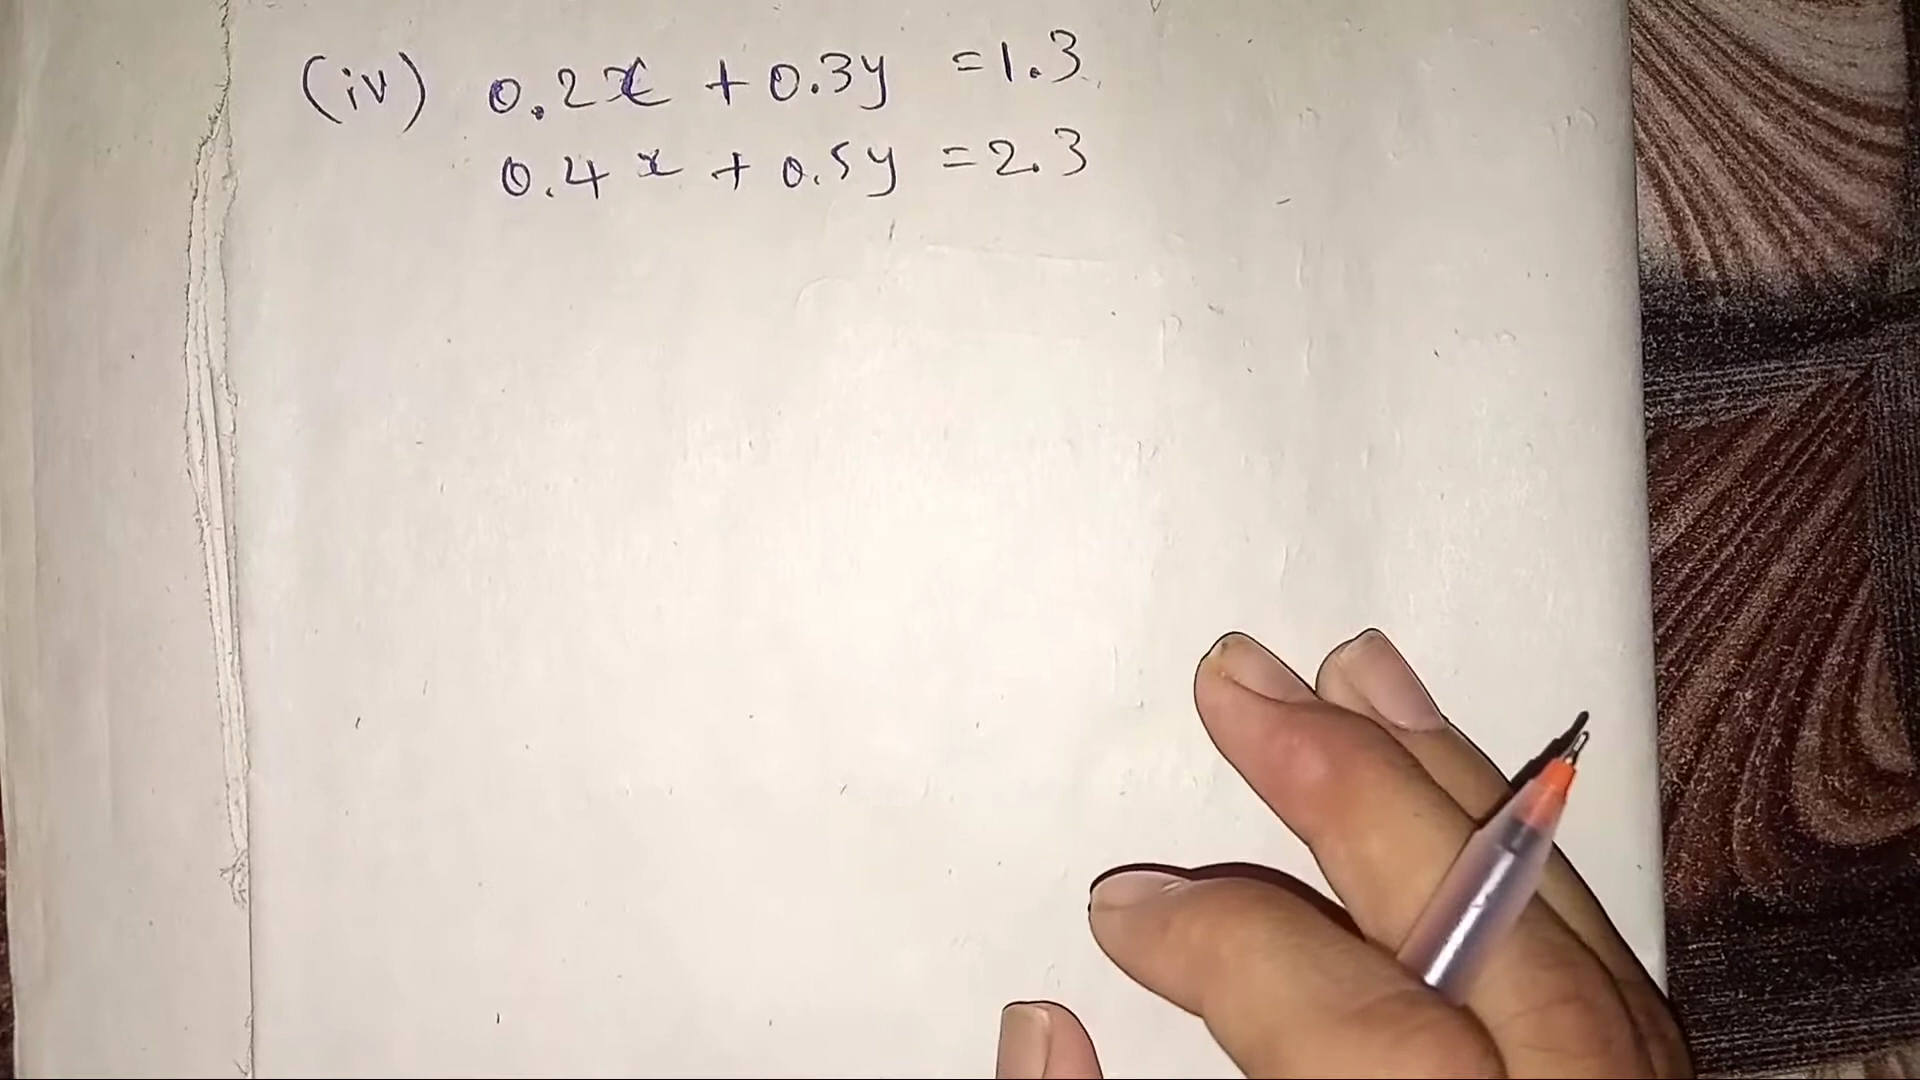 (iv) 0.2x + 0.3y = 1.3
0.4x + 0.5y = 2.3